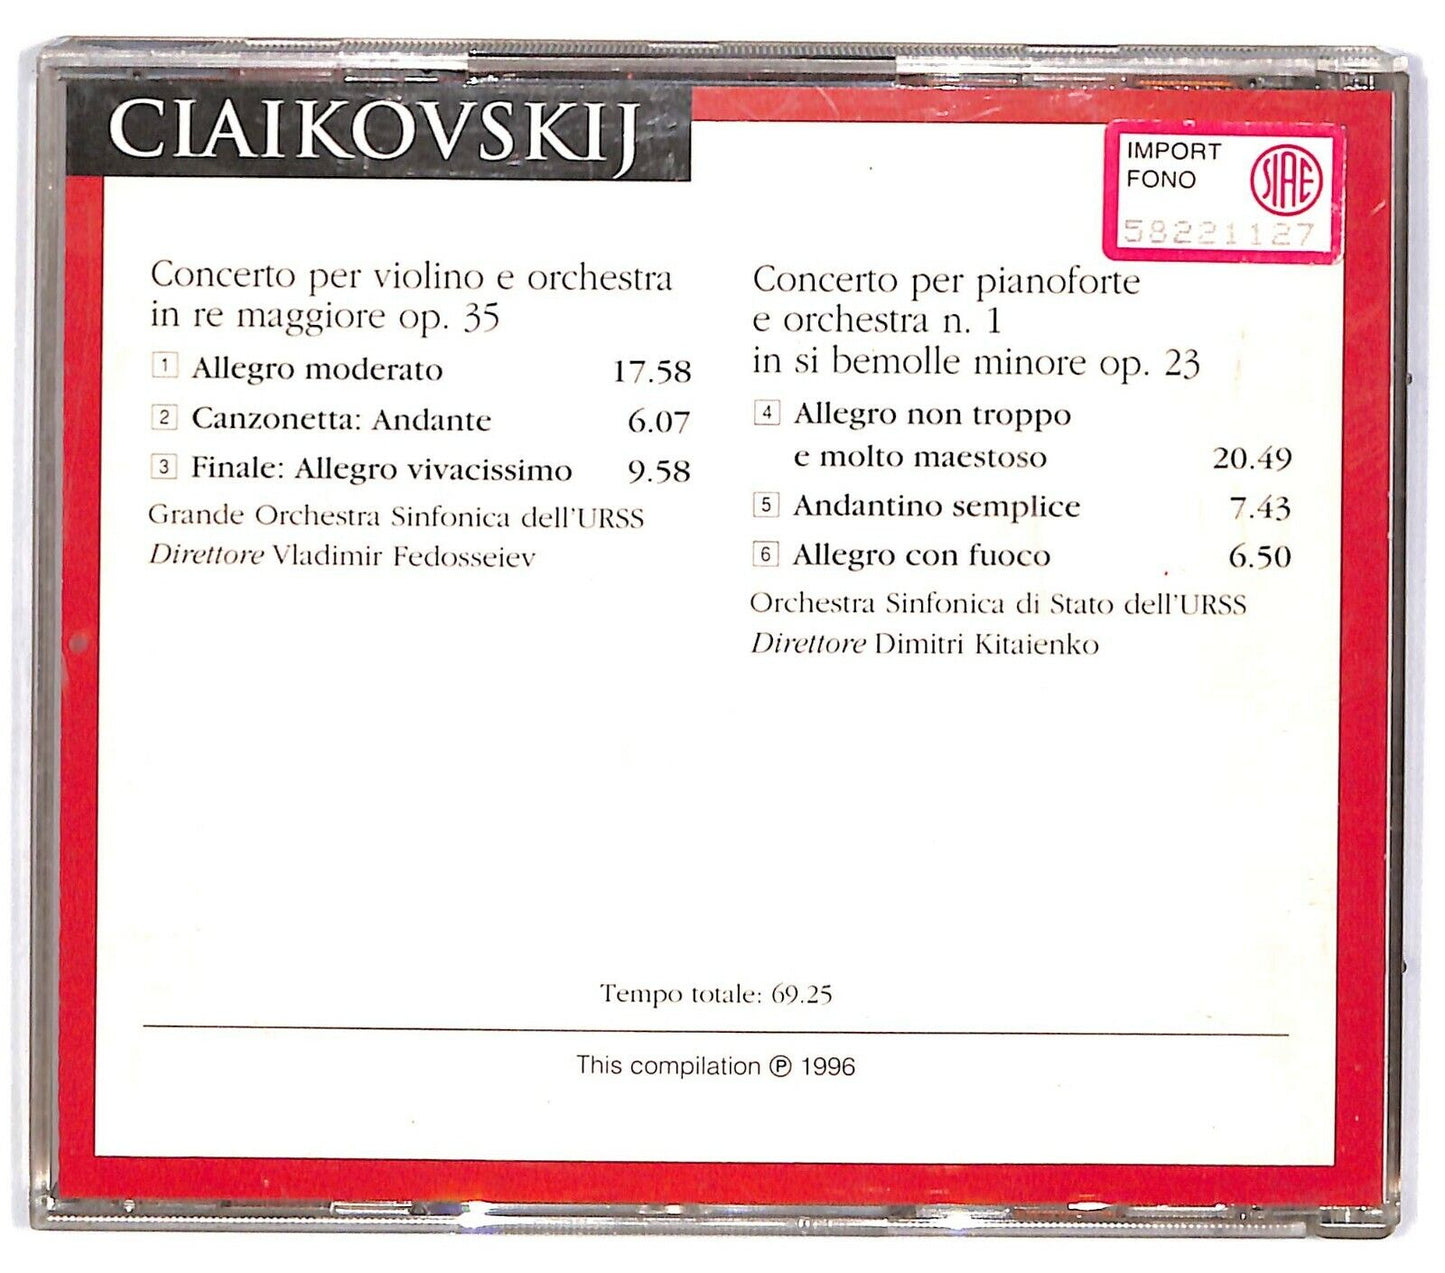 CIAIKOVSKIJ
IMPORT
FONO
SIAE
58221127
Concerto per violino e orchestra
in re maggiore op. 35
1 Allegro moderato 17.58
2 Canzonetta: Andante 6.07
3 Finale: Allegro vivacissimo 9.58
Grande Orchestra Sinfonica dell'URSS
Direttore Vladimir Fedosseiev
Concerto per pianoforte
e orchestra n. 1
in si bemolle minore op. 23
4 Allegro non troppo
e molto maestoso 20.49
5 Andantino semplice 7.43
6 Allegro con fuoco 6.50
Orchestra Sinfonica di Stato dell'URSS
Direttore Dimitri Kitaienko
Tempo totale: 69.25
This compilation ℗ 1996